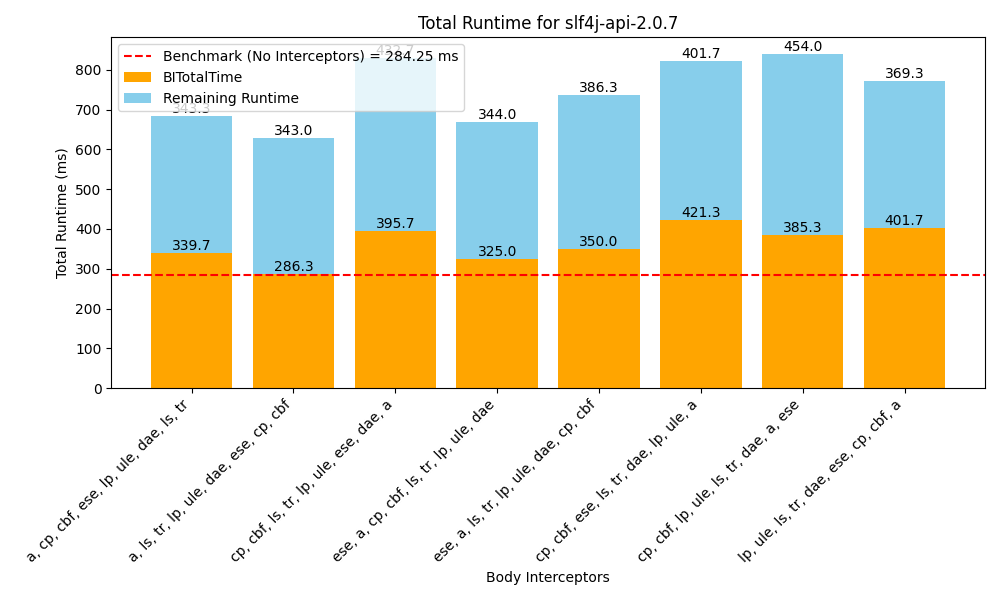 Total Runtime for slf4j-api-2.0.7
Benchmark (No Interceptors) = 284.25 ms
BITotalTime
Remaining Runtime
Total Runtime (ms)
800
700
600
500
400
300
200
100
0
343.3
343.0
344.0
386.3
401.7
454.0
369.3
339.7
286.3
395.7
325.0
350.0
421.3
385.3
401.7
a, cp, cbf, ese, lp, ule, dae, ls, tr
a, ls, tr, lp, ule, dae, ese, cp, cbf
cp, cbf, ls, tr, lp, ule, ese, dae, a
ese, a, cp, cbf, ls, tr, lp, ule, dae
ese, a, ls, tr, lp, ule, dae, cp, cbf
cp, cbf, ese, ls, tr, dae, lp, ule, a
cp, cbf, lp, ule, ls, tr, dae, a, ese
lp, ule, ls, tr, dae, ese, cp, cbf, a
Body Interceptors